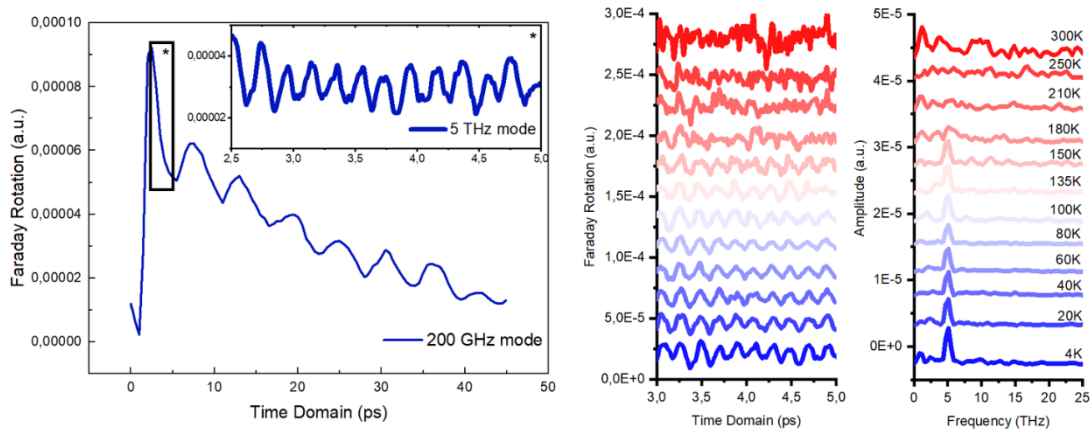 0,00010
0,00008
0,00006
0,00004
0,00002
0,00000
Faraday Rotation (a.u.)
0 10 20 30 40 50
Time Domain (ps)
*
200 GHz mode
0,00004
0,00002
2,5 3,0 3,5 4,0 4,5 5,0
*
5 THz mode
3,0E-4
2,5E-4
2,0E-4
1,5E-4
1,0E-4
5,0E-5
0,0E+0
Faraday Rotation (a.u.)
3,0 3,5 4,0 4,5 5,0
Time Domain (ps)
5E-5
4E-5
3E-5
2E-5
1E-5
0E+0
Amplitude (a.u.)
300K
250K
210K
180K
150K
135K
100K
80K
60K
40K
20K
4K
0 5 10 15 20 25
Frequency (THz)